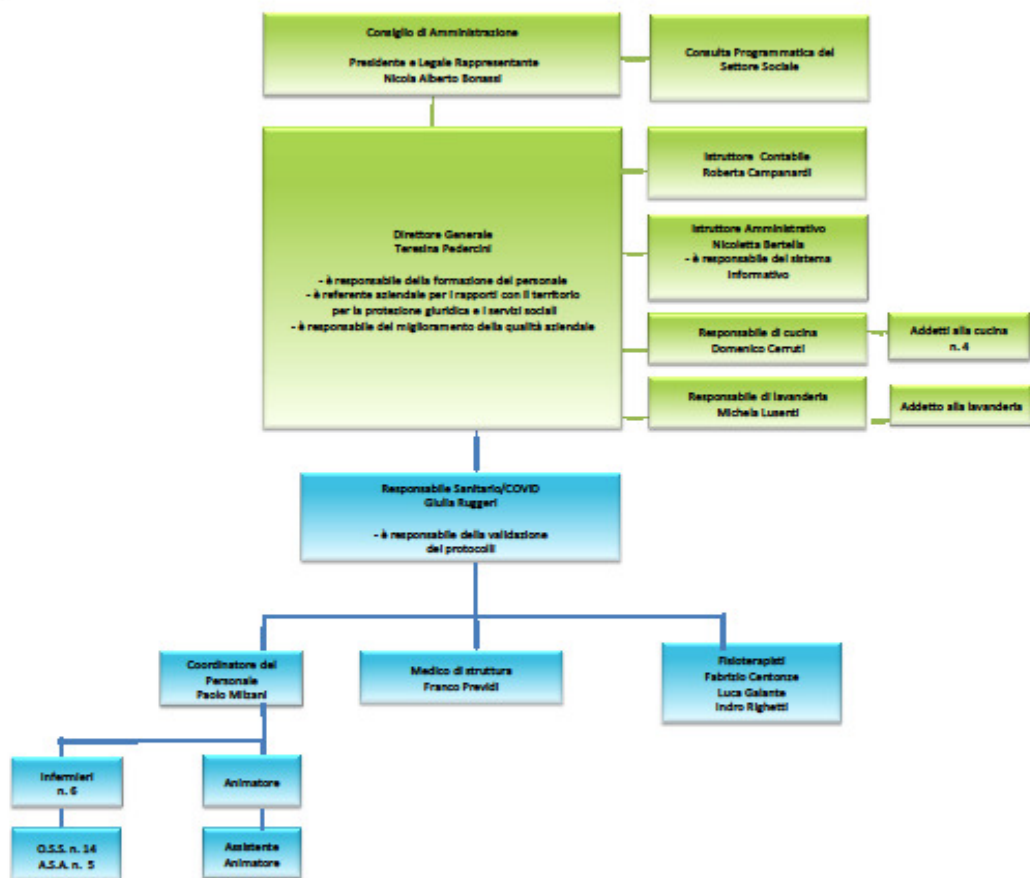 Consiglio di Amministrazione
Presidente e Legale Rappresentante
Nicola Alberto Bonassi
Consulta Programmatica del
Settore Sociale
Direttore Generale
Teresina Pedercini
- è responsabile della formazione del personale
- è referente aziendale per i rapporti con il territorio
per la protezione giuridica e i servizi sociali
- è responsabile del miglioramento della qualità aziendale
Istruttore Contabile
Roberta Campanardi
Istruttore Amministrativo
Nicoletta Bertella
- è responsabile del sistema
informativo
Responsabile di cucina
Domenico Cerruti
Addetti alla cucina
n. 4
Responsabile di lavanderia
Michela Lusenti
Addetto alla lavanderia
Responsabile Sanitario/COVID
Giulia Ruggeri
- è responsabile della validazione
dei protocolli
Coordinatore del
Personale
Paolo Milzani
Medico di struttura
Franco Previdi
Fisioterapisti
Fabrizio Centonze
Luca Galante
Indro Righetti
Infermieri
n. 6
Animatore
O.S.S. n. 14
A.S.A. n. 5
Assistente
Animatore